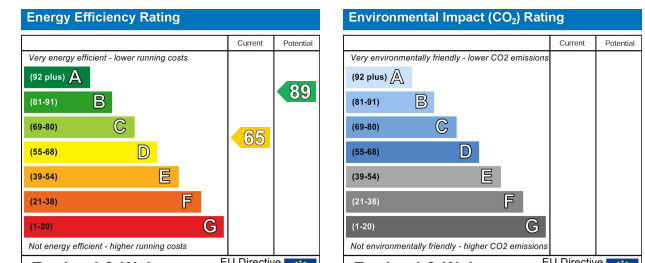 Energy Efficiency Rating
Current Potential
Very energy efficient - lower running costs
(92 plus) A
(81-91) B
(69-80) C
(55-68) D
(39-54) E
(21-38) F
(1-20) G
65
89
Not energy efficient - higher running costs
EU Directive
Environmental Impact (CO₂) Rating
Current Potential
Very environmentally friendly - lower CO2 emissions
(92 plus) A
(81-91) B
(69-80) C
(55-68) D
(39-54) E
(21-38) F
(1-20) G
Not environmentally friendly - higher CO2 emissions
EU Directive